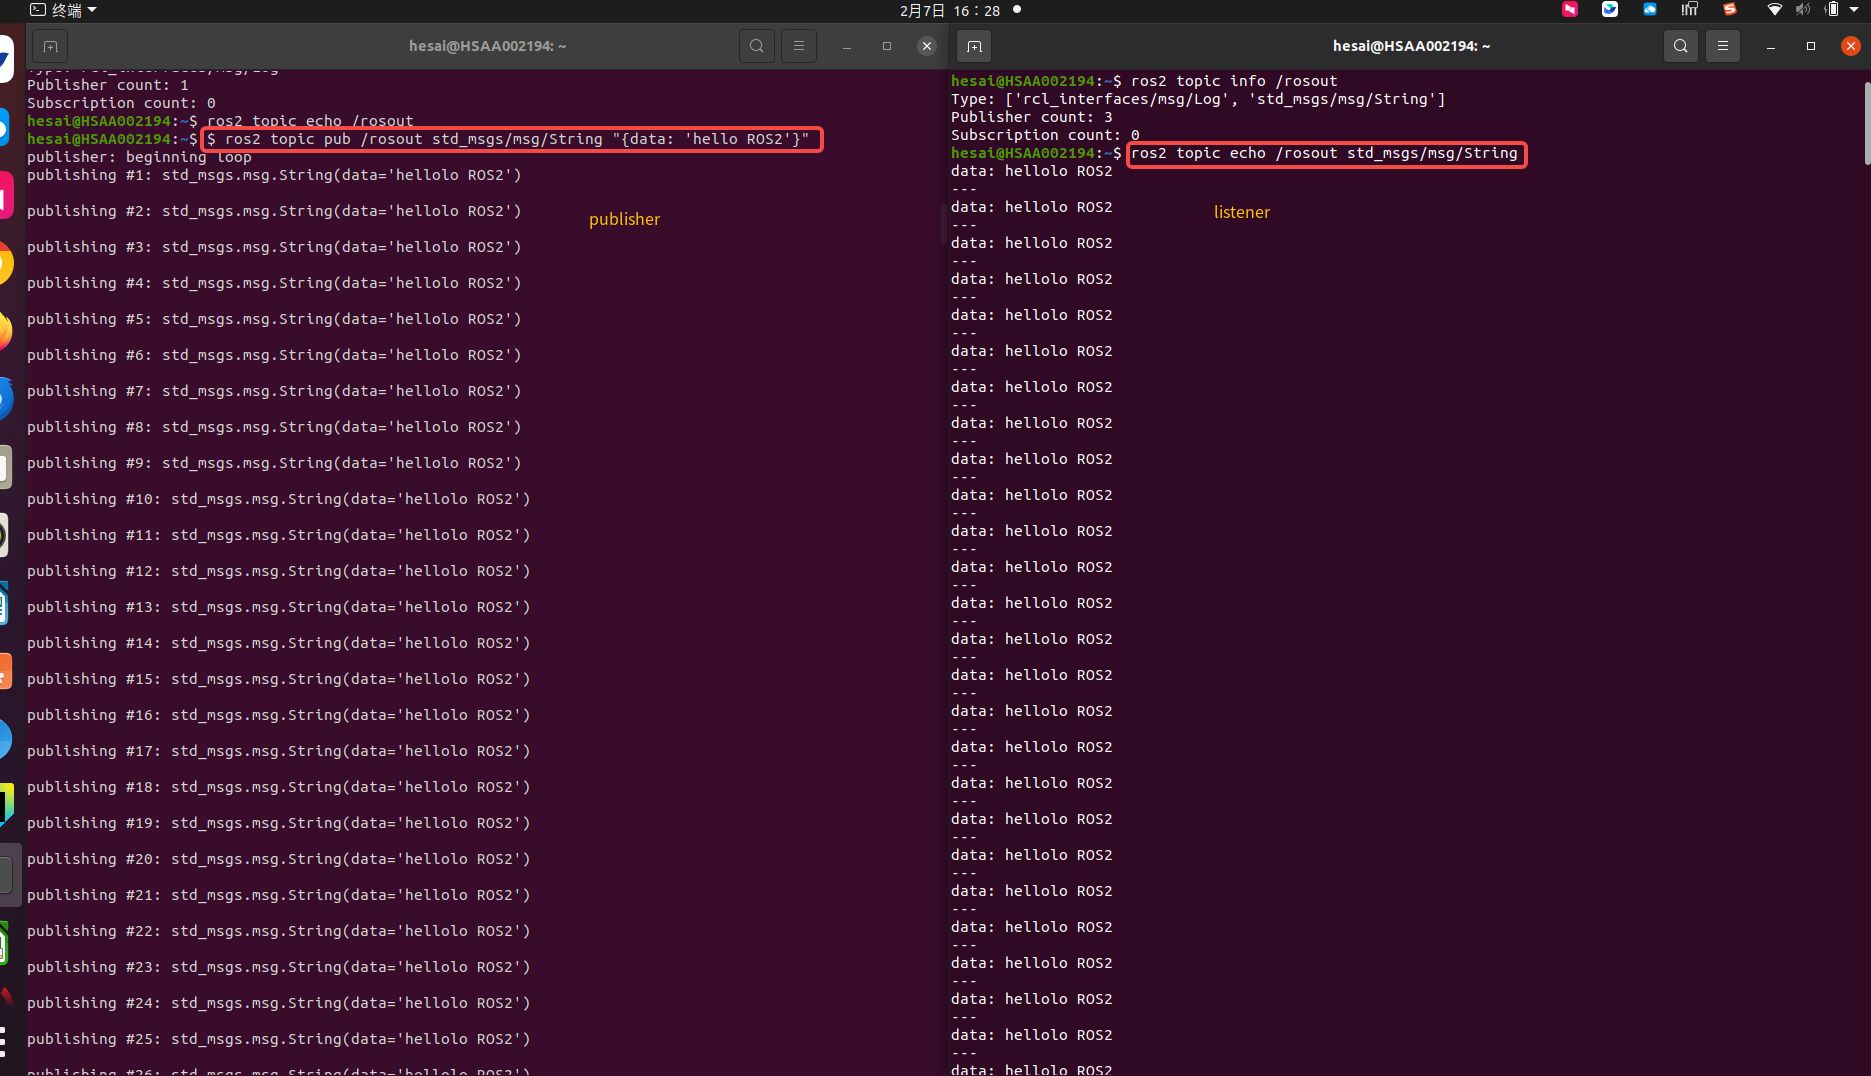 终端
2月7日 16：28
hesai@HSAA002194: ~
Publisher count: 1
Subscription count: 0
hesai@HSAA002194:~$ ros2 topic echo /rosout
hesai@HSAA002194:~$ $ ros2 topic pub /rosout std_msgs/msg/String "{data: 'hello ROS2'}"
publisher: beginning loop
publishing #1: std_msgs.msg.String(data='hellolo ROS2')
publishing #2: std_msgs.msg.String(data='hellolo ROS2')
publisher
publishing #3: std_msgs.msg.String(data='hellolo ROS2')
publishing #4: std_msgs.msg.String(data='hellolo ROS2')
publishing #5: std_msgs.msg.String(data='hellolo ROS2')
publishing #6: std_msgs.msg.String(data='hellolo ROS2')
publishing #7: std_msgs.msg.String(data='hellolo ROS2')
publishing #8: std_msgs.msg.String(data='hellolo ROS2')
publishing #9: std_msgs.msg.String(data='hellolo ROS2')
publishing #10: std_msgs.msg.String(data='hellolo ROS2')
publishing #11: std_msgs.msg.String(data='hellolo ROS2')
publishing #12: std_msgs.msg.String(data='hellolo ROS2')
publishing #13: std_msgs.msg.String(data='hellolo ROS2')
publishing #14: std_msgs.msg.String(data='hellolo ROS2')
publishing #15: std_msgs.msg.String(data='hellolo ROS2')
publishing #16: std_msgs.msg.String(data='hellolo ROS2')
publishing #17: std_msgs.msg.String(data='hellolo ROS2')
publishing #18: std_msgs.msg.String(data='hellolo ROS2')
publishing #19: std_msgs.msg.String(data='hellolo ROS2')
publishing #20: std_msgs.msg.String(data='hellolo ROS2')
publishing #21: std_msgs.msg.String(data='hellolo ROS2')
publishing #22: std_msgs.msg.String(data='hellolo ROS2')
publishing #23: std_msgs.msg.String(data='hellolo ROS2')
publishing #24: std_msgs.msg.String(data='hellolo ROS2')
publishing #25: std_msgs.msg.String(data='hellolo ROS2')
publishing #26: std_msgs.msg.String(data='hellolo ROS2')
hesai@HSAA002194: ~
hesai@HSAA002194:~$ ros2 topic info /rosout
Type: ['rcl_interfaces/msg/Log', 'std_msgs/msg/String']
Publisher count: 3
Subscription count: 0
hesai@HSAA002194:~$ ros2 topic echo /rosout std_msgs/msg/String
data: hellolo ROS2
---
data: hellolo ROS2
listener
---
data: hellolo ROS2
---
data: hellolo ROS2
---
data: hellolo ROS2
---
data: hellolo ROS2
---
data: hellolo ROS2
---
data: hellolo ROS2
---
data: hellolo ROS2
---
data: hellolo ROS2
---
data: hellolo ROS2
---
data: hellolo ROS2
---
data: hellolo ROS2
---
data: hellolo ROS2
---
data: hellolo ROS2
---
data: hellolo ROS2
---
data: hellolo ROS2
---
data: hellolo ROS2
---
data: hellolo ROS2
---
data: hellolo ROS2
---
data: hellolo ROS2
---
data: hellolo ROS2
---
data: hellolo ROS2
---
data: hellolo ROS2
---
data: hellolo ROS2
---
data: hellolo ROS2